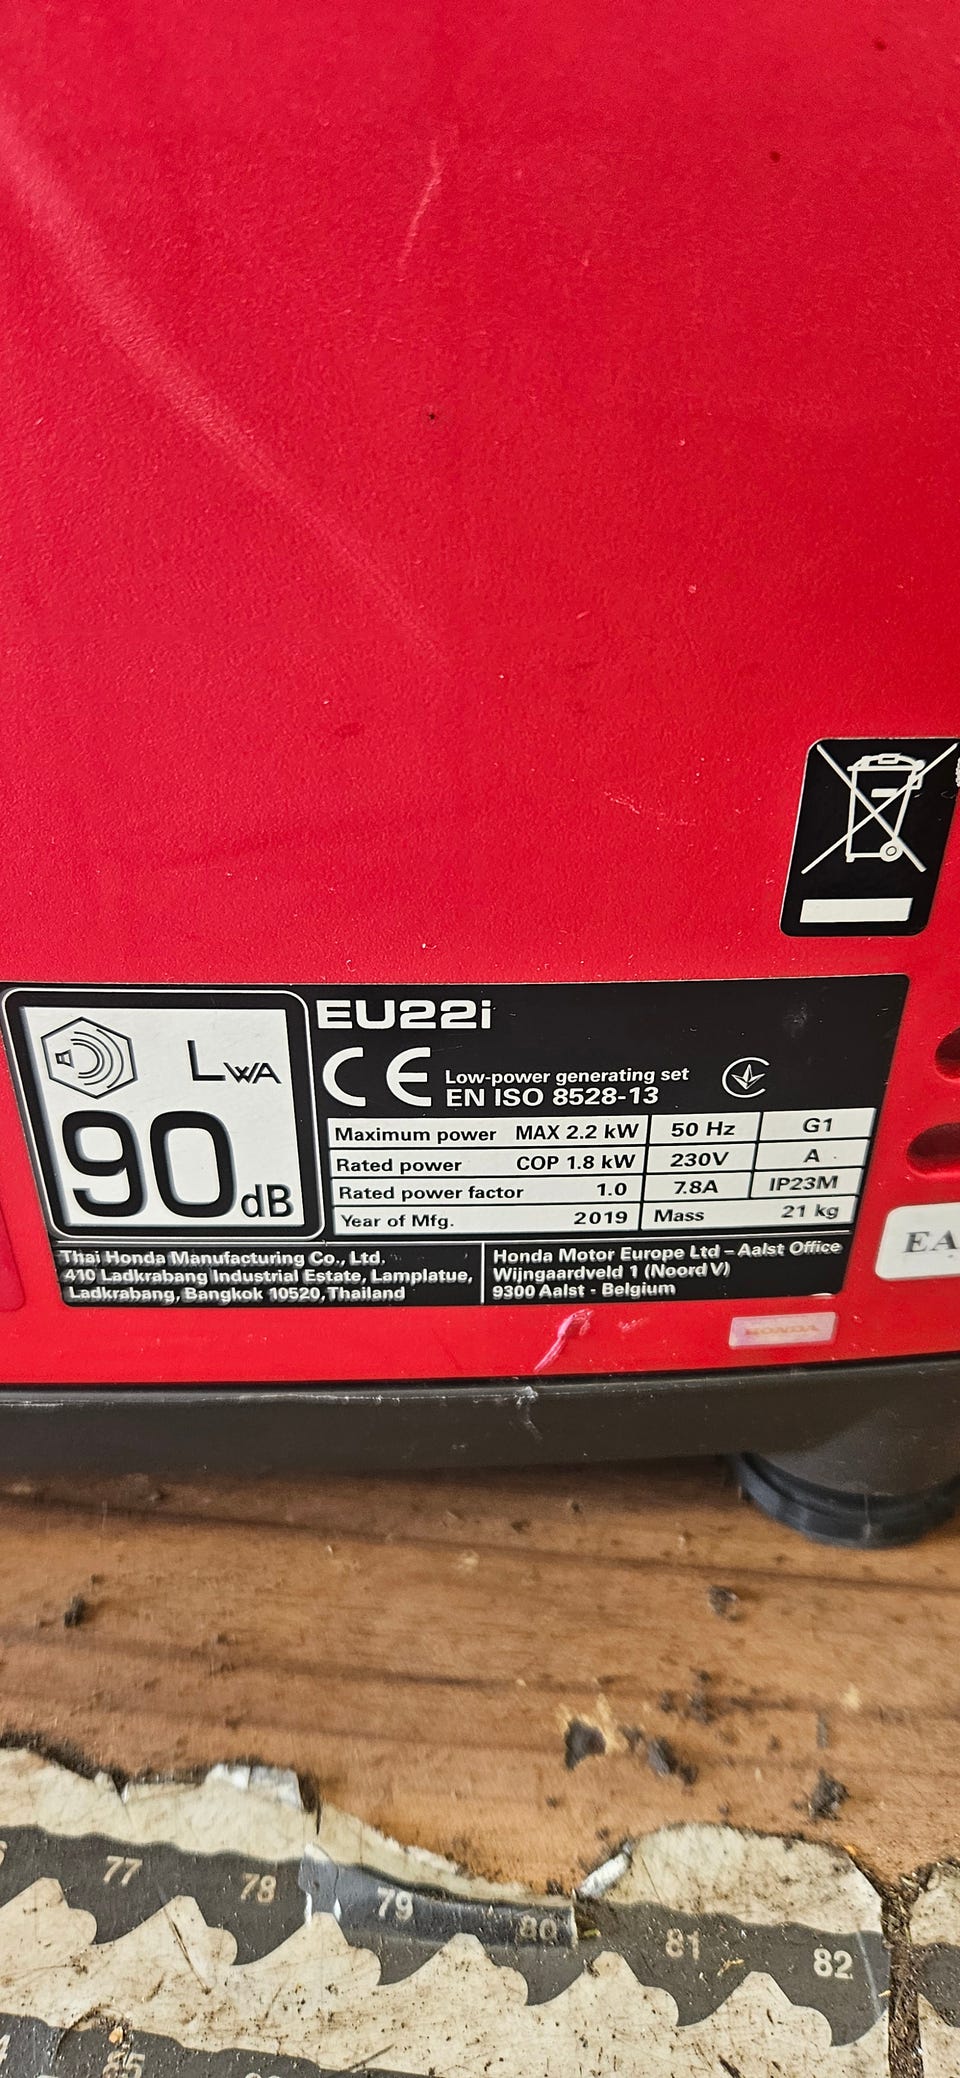 EU22i
LWA
90dB
CE
Low-power generating set
EN ISO 8528-13
Maximum power MAX 2.2 kW 50 Hz G1
Rated power COP 1.8 kW 230V A
Rated power factor 1.0 7.8A IP23M
Year of Mfg. 2019 Mass 21 kg
Thai Honda Manufacturing Co., Ltd.
410 Ladkrabang Industrial Estate, Lamplatue,
Ladkrabang, Bangkok 10520, Thailand
Honda Motor Europe Ltd – Aalst Office
Wijngaardveld 1 (Noord V)
9300 Aalst - Belgium
EA
HONDA
77 78 79 80 81 82
85